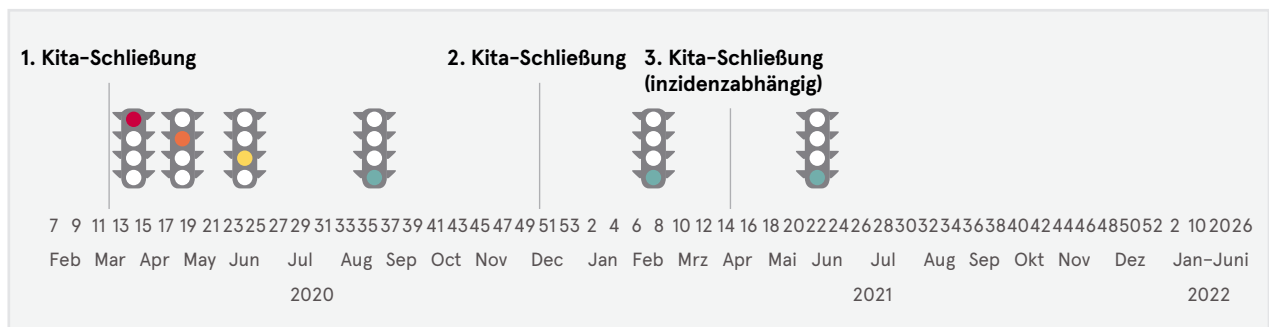 1. Kita-Schließung 2. Kita-Schließung 3. Kita-Schließung
(inzidenzabhängig)
7 9 11 13 15 17 19 21 23 25 27 29 31 33 35 37 39 41 43 45 47 49 51 53 2 4 6 8 10 12 14 16 18 20 22 24 26 28 30 32 34 36 38 40 42 44 46 48 50 52 2 10 20 26
Feb Mar Apr May Jun Jul Aug Sep Oct Nov Dec Jan Feb Mrz Apr Mai Jun Jul Aug Sep Okt Nov Dez Jan–Juni
2020 2021 2022